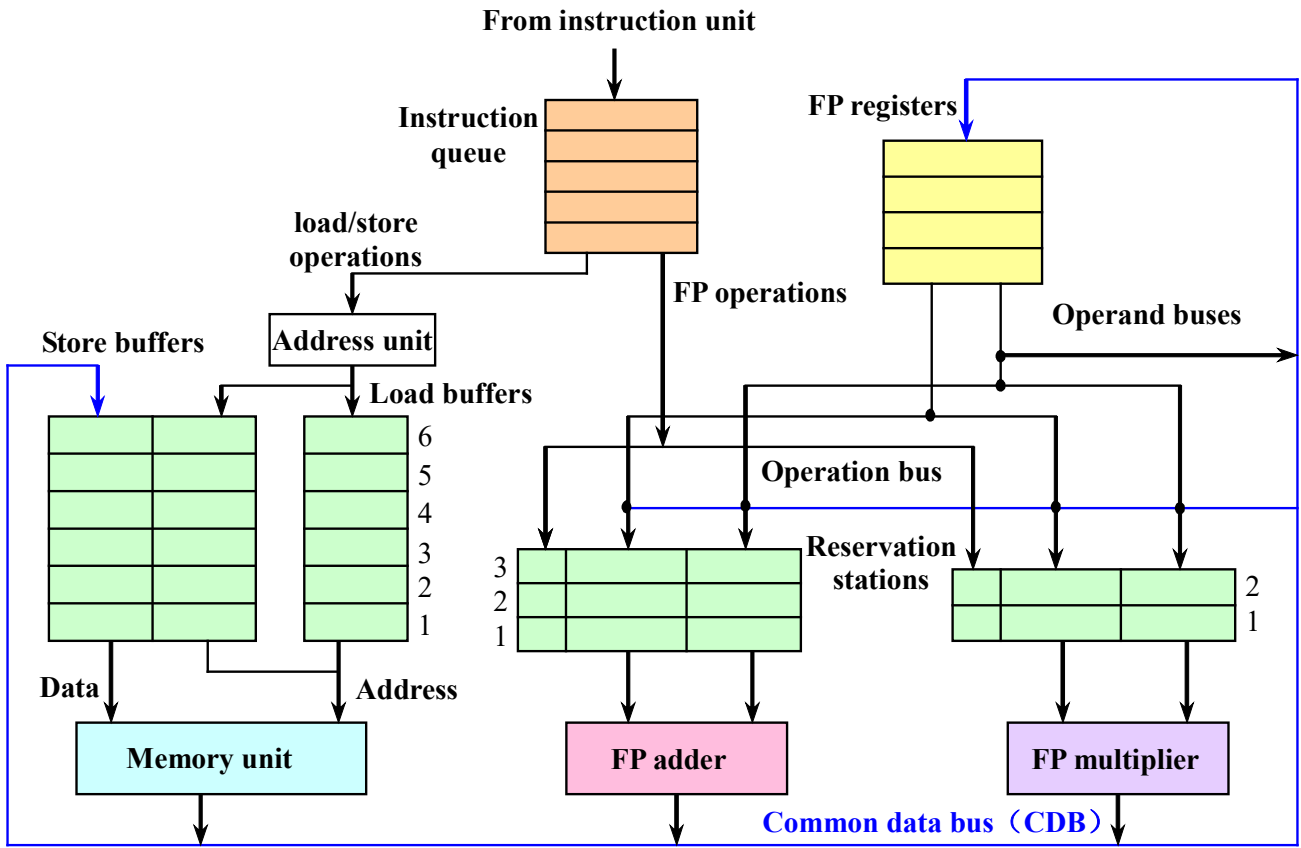 From instruction unit
Instruction
queue
FP registers
load/store
operations
FP operations
Operand buses
Address unit
Store buffers
Load buffers
6
5
4
3
2
1
Operation bus
Reservation
stations
3
2
1
2
1
Data
Address
Memory unit
FP adder
FP multiplier
Common data bus（CDB）